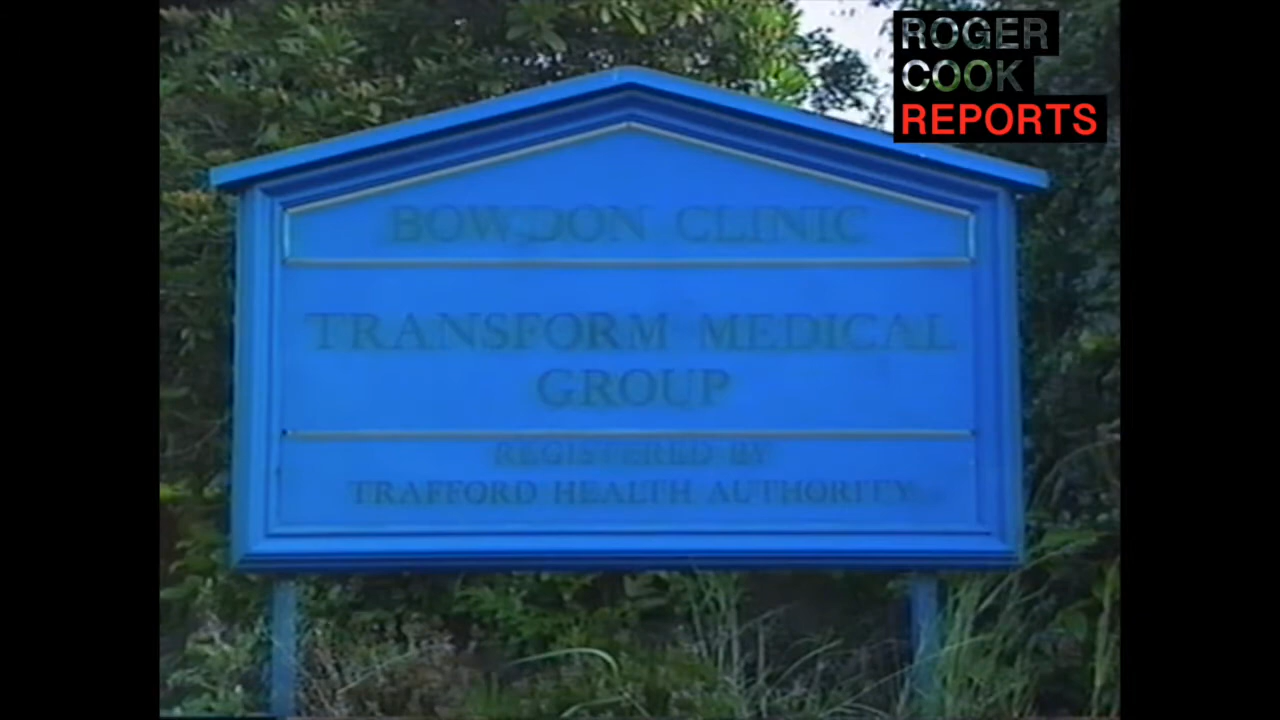 ROGER
COOK
REPORTS
BOWDON CLINIC
TRANSFORM MEDICAL
GROUP
REGISTERED BY
TRAFFORD HEALTH AUTHORITY